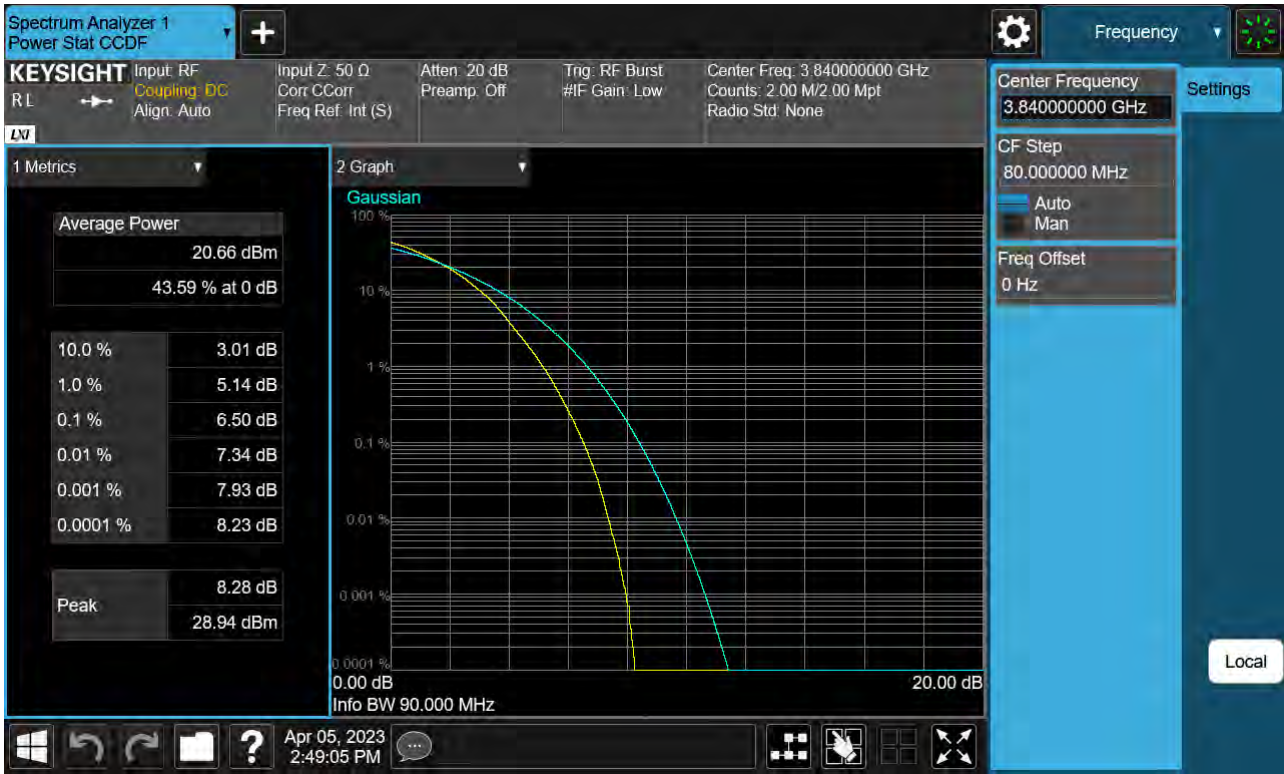 Spectrum Analyzer 1
Power Stat CCDF
+
Frequency
KEYSIGHT
RL
LXI
Input: RF
Coupling: DC
Align: Auto
Input Z: 50 Ω
Corr CCorr
Freq Ref: Int (S)
Atten: 20 dB
Preamp: Off
Trig: RF Burst
#IF Gain: Low
Center Freq: 3.840000000 GHz
Counts: 2.00 M/2.00 Mpt
Radio Std: None
Center Frequency
3.840000000 GHz
Settings
CF Step
80.000000 MHz
Auto
Man
Freq Offset
0 Hz
1 Metrics
Average Power
20.66 dBm
43.59 % at 0 dB
10.0 % 3.01 dB
1.0 % 5.14 dB
0.1 % 6.50 dB
0.01 % 7.34 dB
0.001 % 7.93 dB
0.0001 % 8.23 dB
Peak 8.28 dB
28.94 dBm
2 Graph
Gaussian
100 %
10 %
1 %
0.1 %
0.01 %
0.001 %
0.0001 %
0.00 dB 20.00 dB
Info BW 90.000 MHz
Local
?
Apr 05, 2023
2:49:05 PM